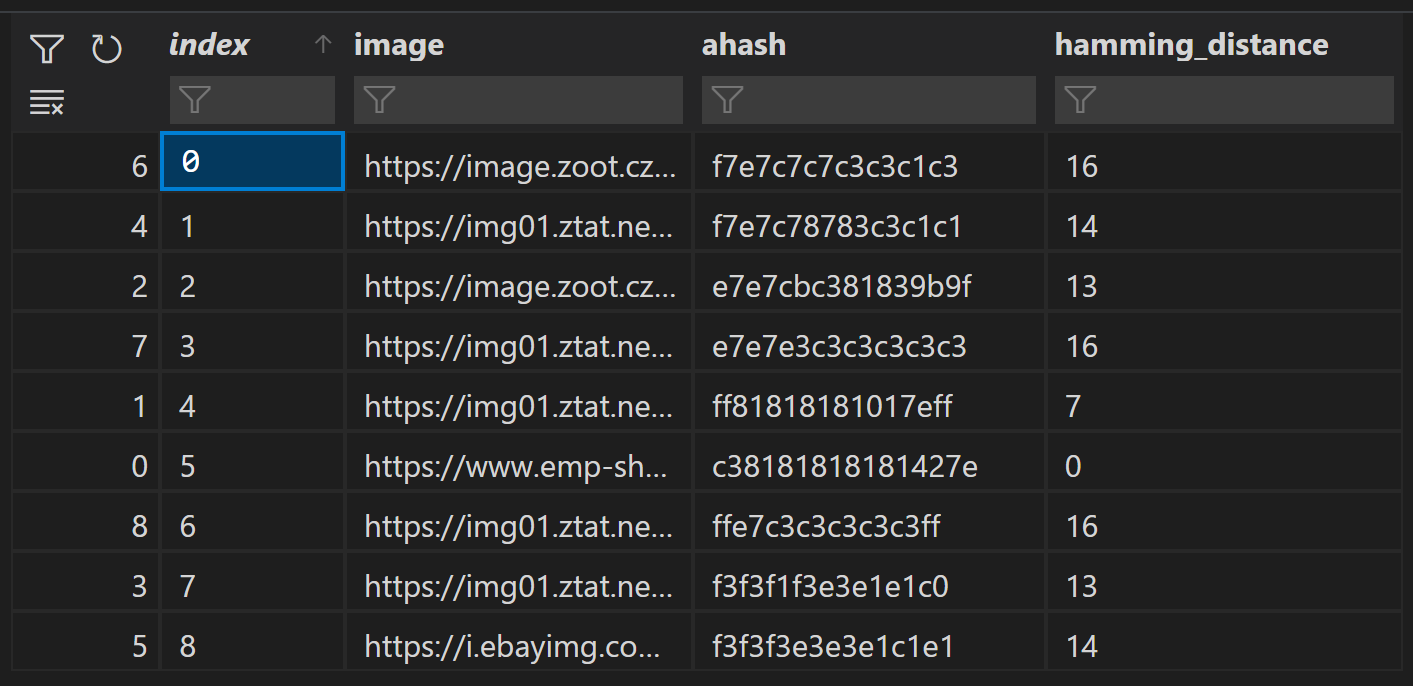 index image ahash hamming_distance
6 0 https://image.zoot.cz... f7e7c7c7c3c3c1c3 16
4 1 https://img01.ztat.ne... f7e7c78783c3c1c1 14
2 2 https://image.zoot.cz... e7e7cbc381839b9f 13
7 3 https://img01.ztat.ne... e7e7e3c3c3c3c3c3 16
1 4 https://img01.ztat.ne... ff81818181017eff 7
0 5 https://www.emp-sh... c38181818181427e 0
8 6 https://img01.ztat.ne... ffe7c3c3c3c3c3ff 16
3 7 https://img01.ztat.ne... f3f3f1f3e3e1e1c0 13
5 8 https://i.ebayimg.co... f3f3f3e3e3e1c1e1 14